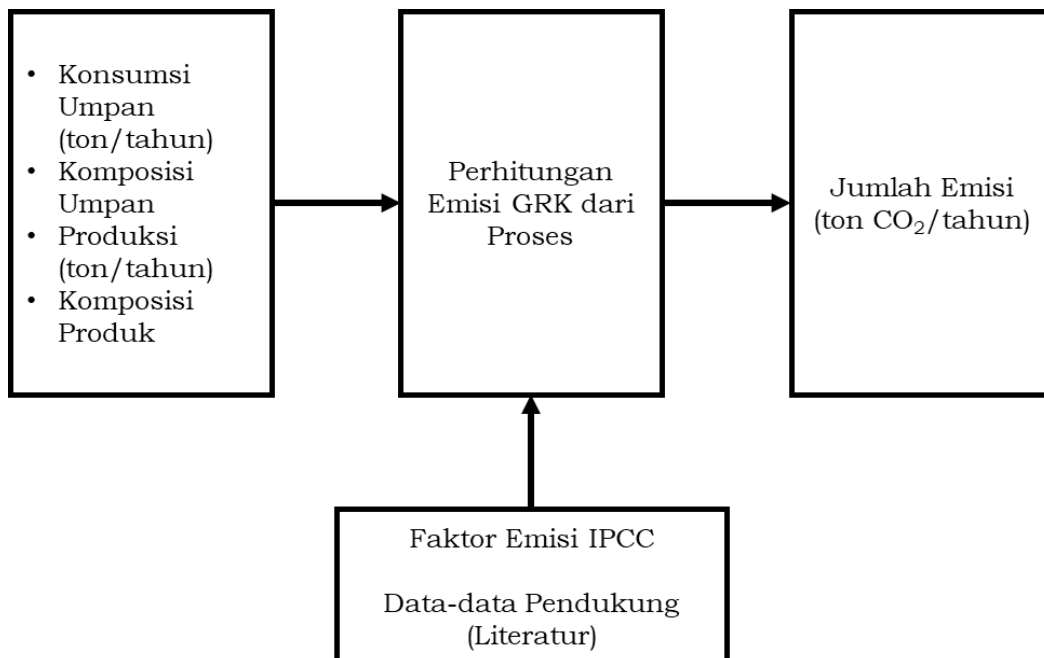 • Konsumsi
Umpan
(ton/tahun)
• Komposisi
Umpan
• Produksi
(ton/tahun)
• Komposisi
Produk
Perhitungan
Emisi GRK dari
Proses
Jumlah Emisi
(ton CO₂/tahun)
Faktor Emisi IPCC
Data-data Pendukung
(Literatur)